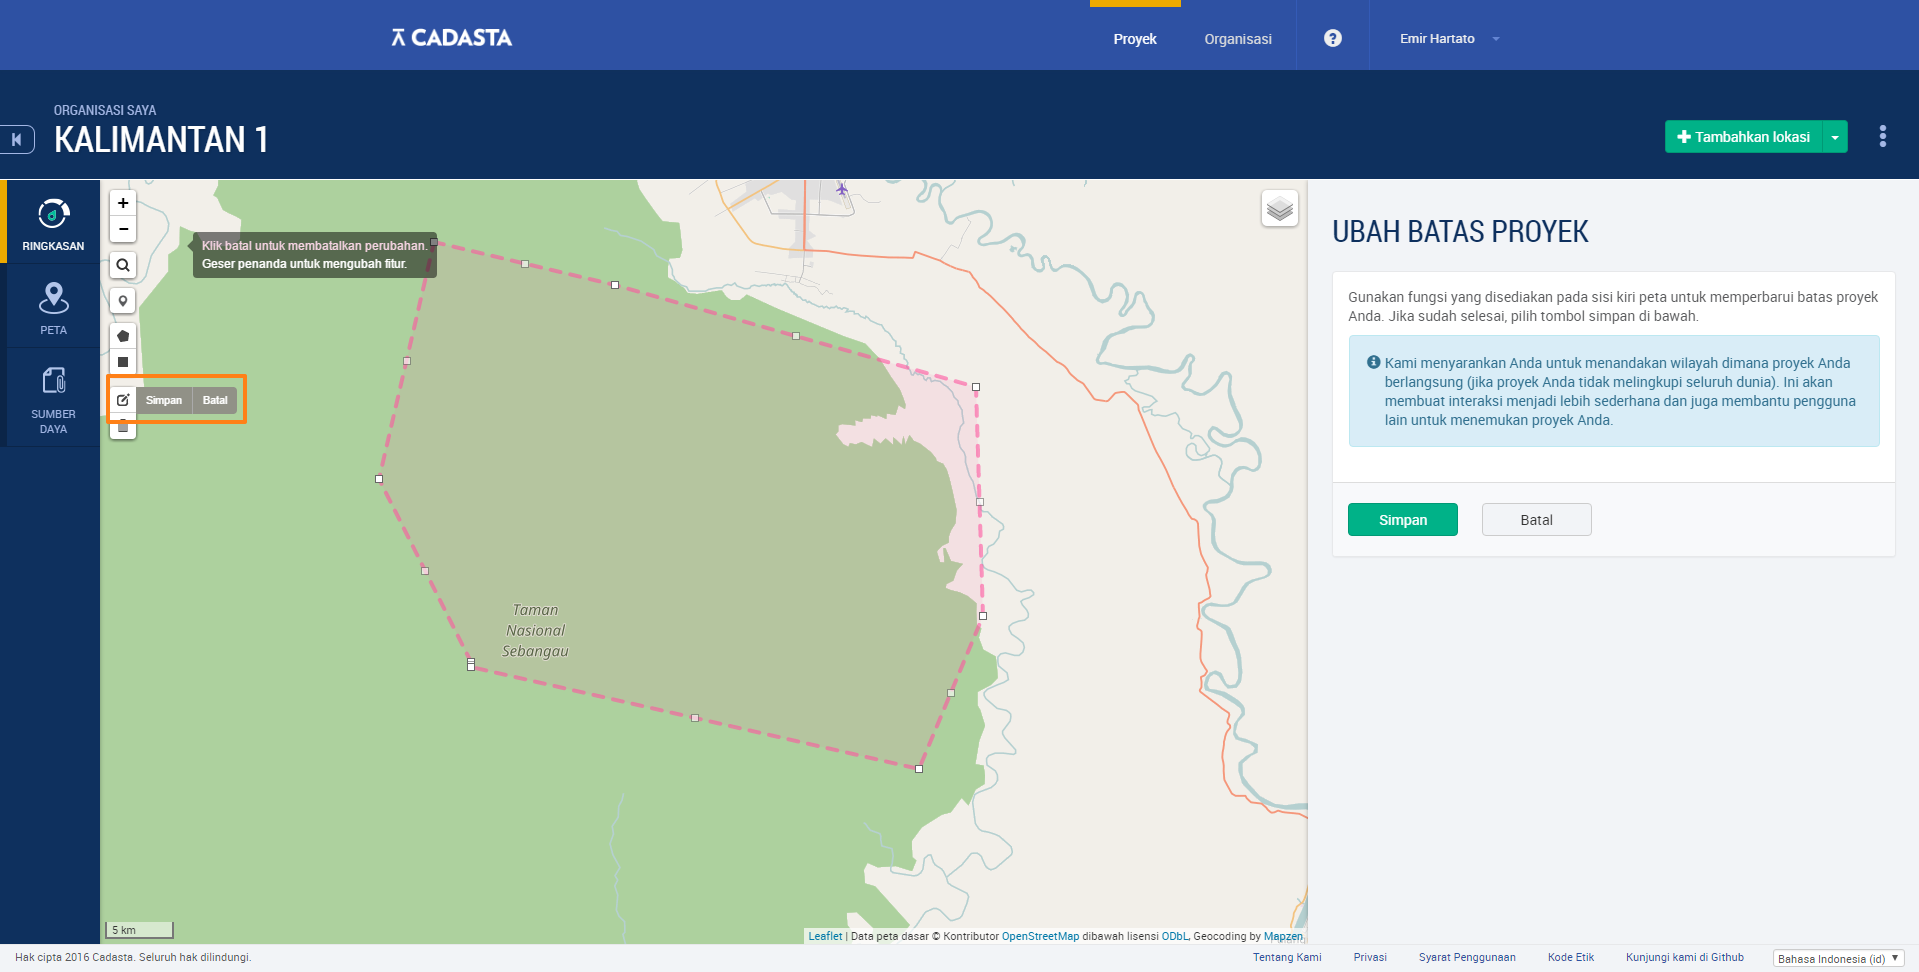 CADASTA
Proyek
Organisasi
?
Emir Hartato
ORGANISASI SAYA
KALIMANTAN 1
Tambahkan lokasi
RINGKASAN
PETA
SUMBER
DAYA
+
−
Klik batal untuk membatalkan perubahan.
Geser penanda untuk mengubah fitur.
Simpan
Batal
Taman
Nasional
Sebangau
5 km
Leaflet | Data peta dasar © Kontributor OpenStreetMap dibawah lisensi ODbL, Geocoding by Mapzen
UBAH BATAS PROYEK
Gunakan fungsi yang disediakan pada sisi kiri peta untuk memperbarui batas proyek
Anda. Jika sudah selesai, pilih tombol simpan di bawah.
Kami menyarankan Anda untuk menandakan wilayah dimana proyek Anda
berlangsung (jika proyek Anda tidak melingkupi seluruh dunia). Ini akan
membuat interaksi menjadi lebih sederhana dan juga membantu pengguna
lain untuk menemukan proyek Anda.
Simpan
Batal
Hak cipta 2016 Cadasta. Seluruh hak dilindungi.
Tentang Kami
Privasi
Syarat Penggunaan
Kode Etik
Kunjungi kami di Github
Bahasa Indonesia (id)